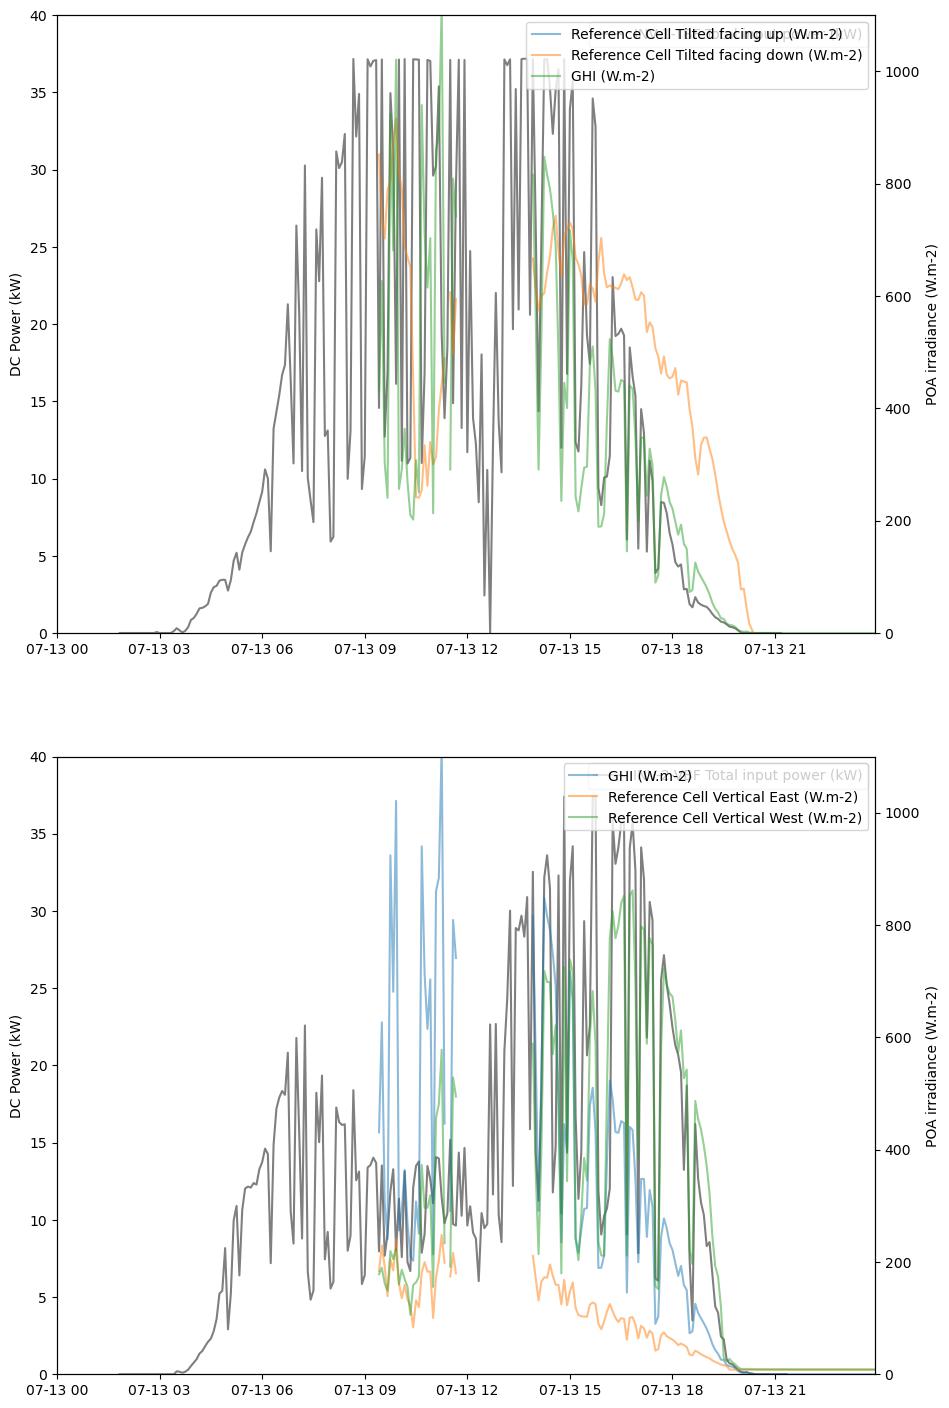 40
35
30
25
20
15
10
5
0
DC Power (kW)
Reference Cell Tilted facing up (W.m-2)
Reference Cell Tilted facing down (W.m-2)
GHI (W.m-2)
1000
800
600
400
200
0
POA irradiance (W.m-2)
07-13 00 07-13 03 07-13 06 07-13 09 07-13 12 07-13 15 07-13 18 07-13 21
40
35
30
25
20
15
10
5
0
DC Power (kW)
GHI (W.m-2) Total input power (kW)
Reference Cell Vertical East (W.m-2)
Reference Cell Vertical West (W.m-2)
1000
800
600
400
200
0
POA irradiance (W.m-2)
07-13 00 07-13 03 07-13 06 07-13 09 07-13 12 07-13 15 07-13 18 07-13 21